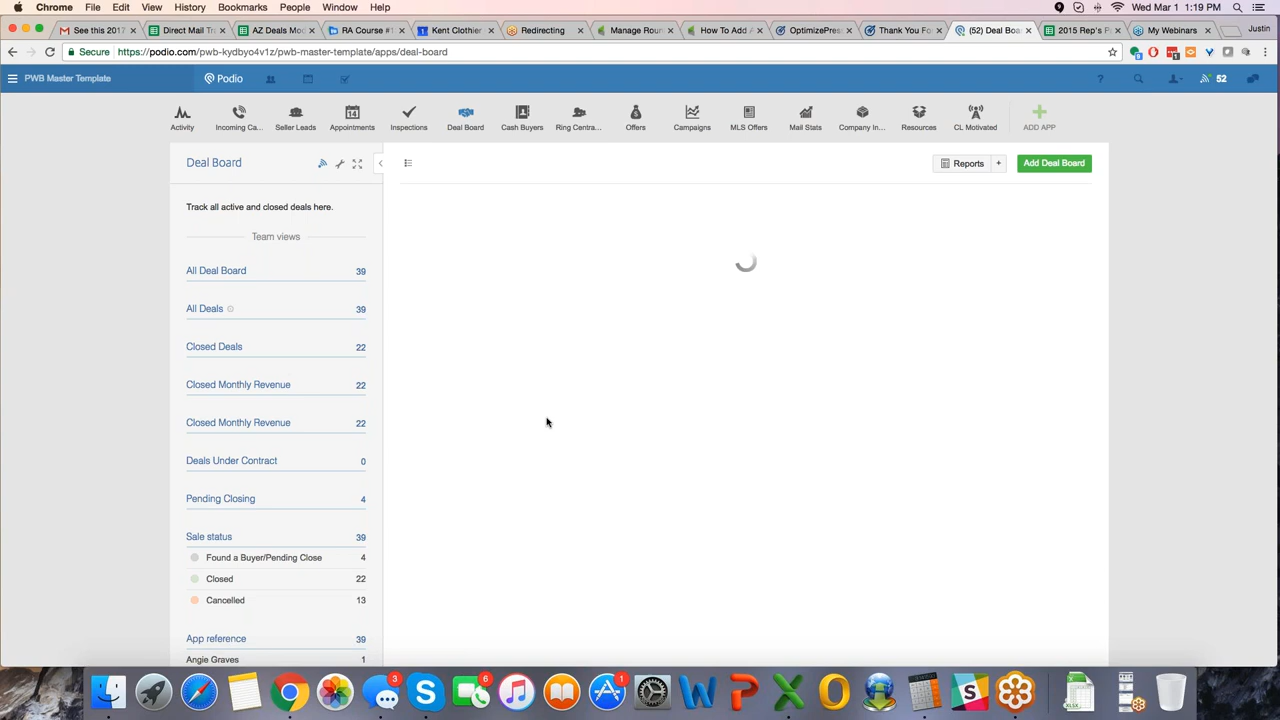 Chrome File Edit View History Bookmarks People Window Help Wed Mar 1 1:19 PM
See this 2017 Direct Mail Tr AZ Deals Moc RA Course #1 Kent Clothier Redirecting Manage Rour How To Add OptimizePres Thank You Fo (52) Deal Boa 2015 Rep's P My Webinars Justin
Secure https://podio.com/pwb-kydbyo4v1z/pwb-master-template/apps/deal-board
PWB Master Template Podio ? 52
Activity Incoming Ca... Seller Leads 14 Appointments Inspections Deal Board Cash Buyers Ring Centra... Offers Campaigns MLS Offers Mail Stats Company In... Resources CL Motivated ADD APP
Deal Board Reports + Add Deal Board
Track all active and closed deals here.
Team views
All Deal Board 39
All Deals 39
Closed Deals 22
Closed Monthly Revenue 22
Closed Monthly Revenue 22
Deals Under Contract 0
Pending Closing 4
Sale status 39
Found a Buyer/Pending Close 4
Closed 22
Cancelled 13
App reference 39
Angie Graves 1
3 6 1